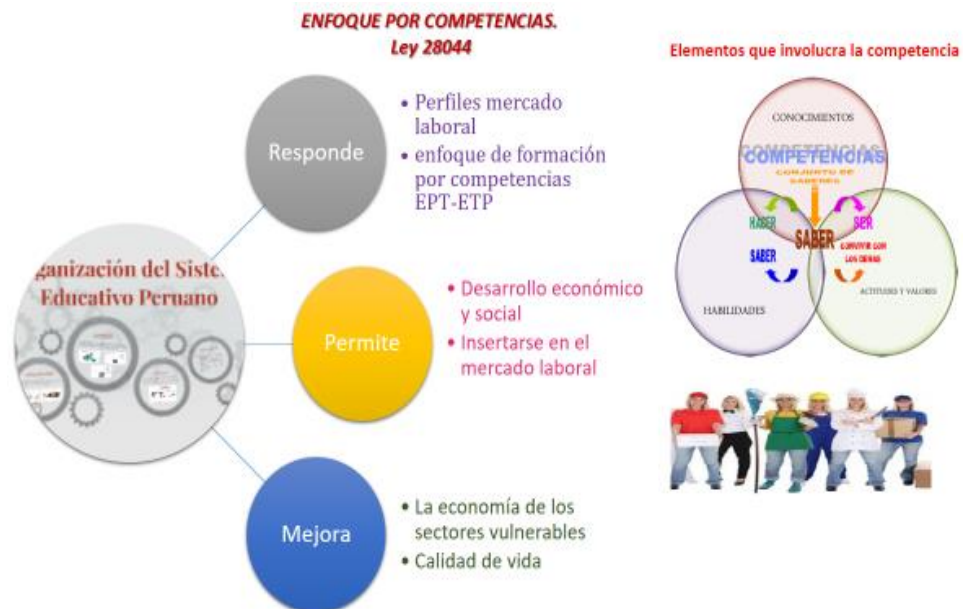 ENFOQUE POR COMPETENCIAS.
Ley 28044
Responde
• Perfiles mercado
laboral
• enfoque de formación
por competencias
EPT-ETP
ganización del Siste
Educativo Peruano
Permite
• Desarrollo económico
y social
• Insertarse en el
mercado laboral
Mejora
• La economía de los
sectores vulnerables
• Calidad de vida
Elementos que involucra la competencia
CONOCIMIENTOS
COMPETENCIAS
CONJUNTO DE
SABERES
HACER
SER
SABER
SABER
CONVIVIR CON
LOS DEMAS
HABILIDADES
ACTITUDES Y VALORES